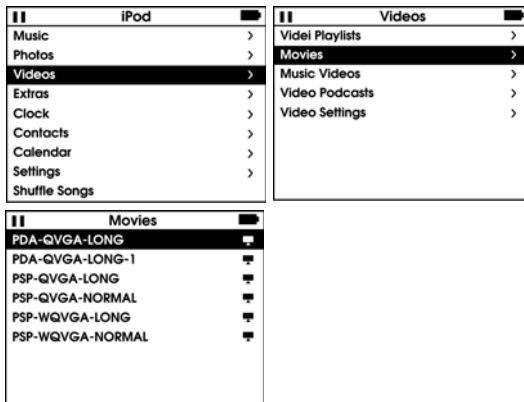 iPod
Music
Photos
Videos
Extras
Clock
Contacts
Calendar
Settings
Shuffle Songs
Videos
Videi Playlists
Movies
Music Videos
Video Podcasts
Video Settings
Movies
PDA-QVGA-LONG
PDA-QVGA-LONG-1
PSP-QVGA-LONG
PSP-QVGA-NORMAL
PSP-WQVGA-LONG
PSP-WQVGA-NORMAL